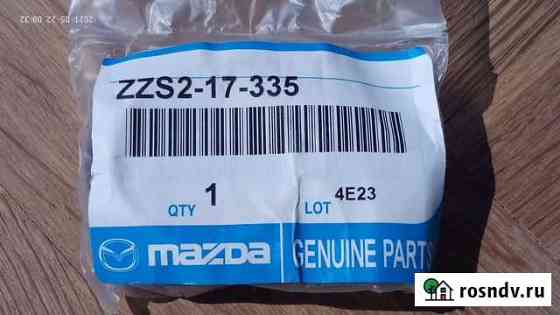 ZZS2-17-335
QTY 1
LOT 4E23
mazda
GENUINE PARTS
rosndv.ru